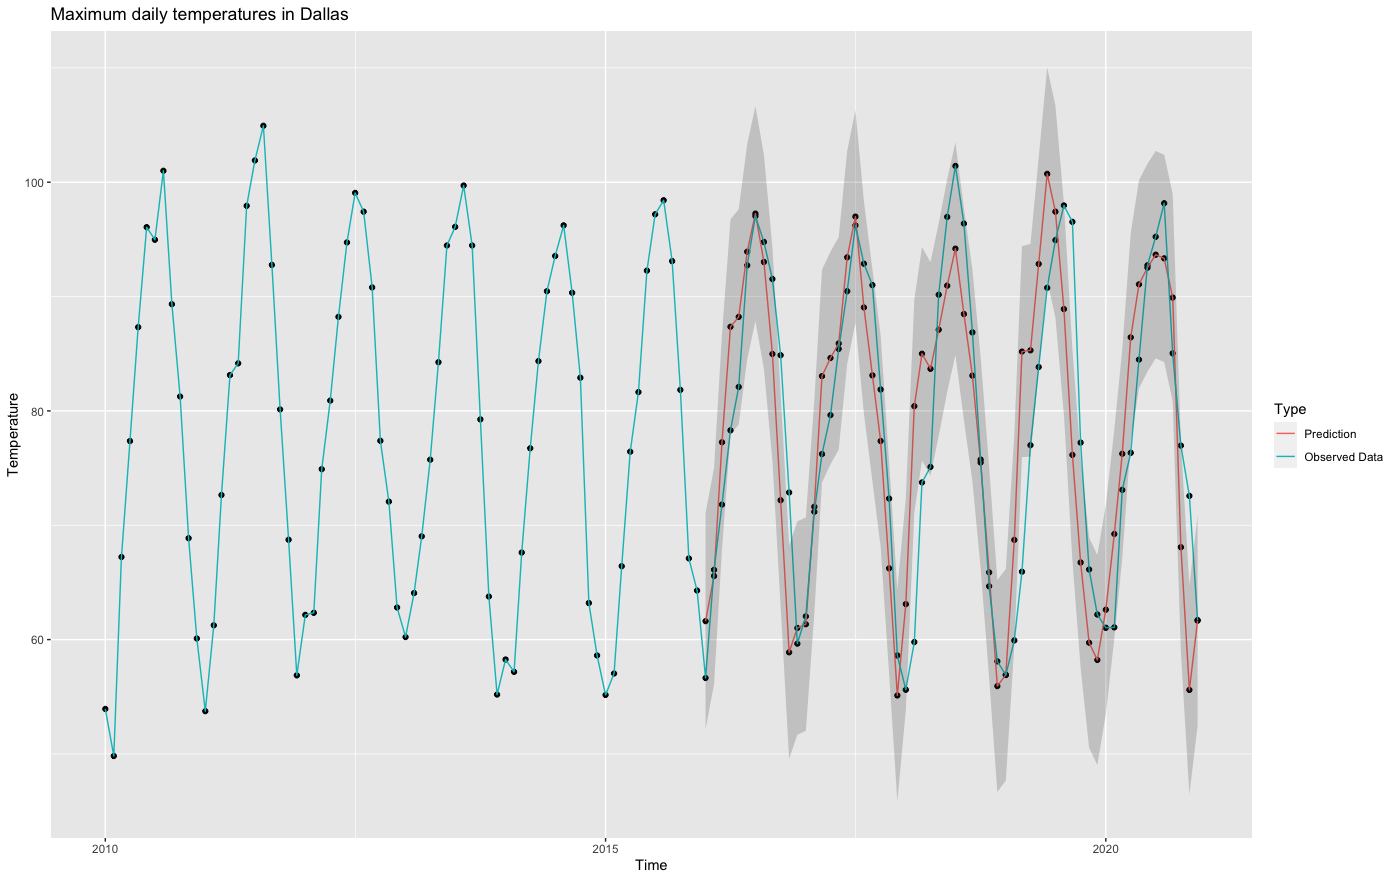 Maximum daily temperatures in Dallas
Temperature
100
80
60
2010
2015
2020
Time
Type
Prediction
Observed Data